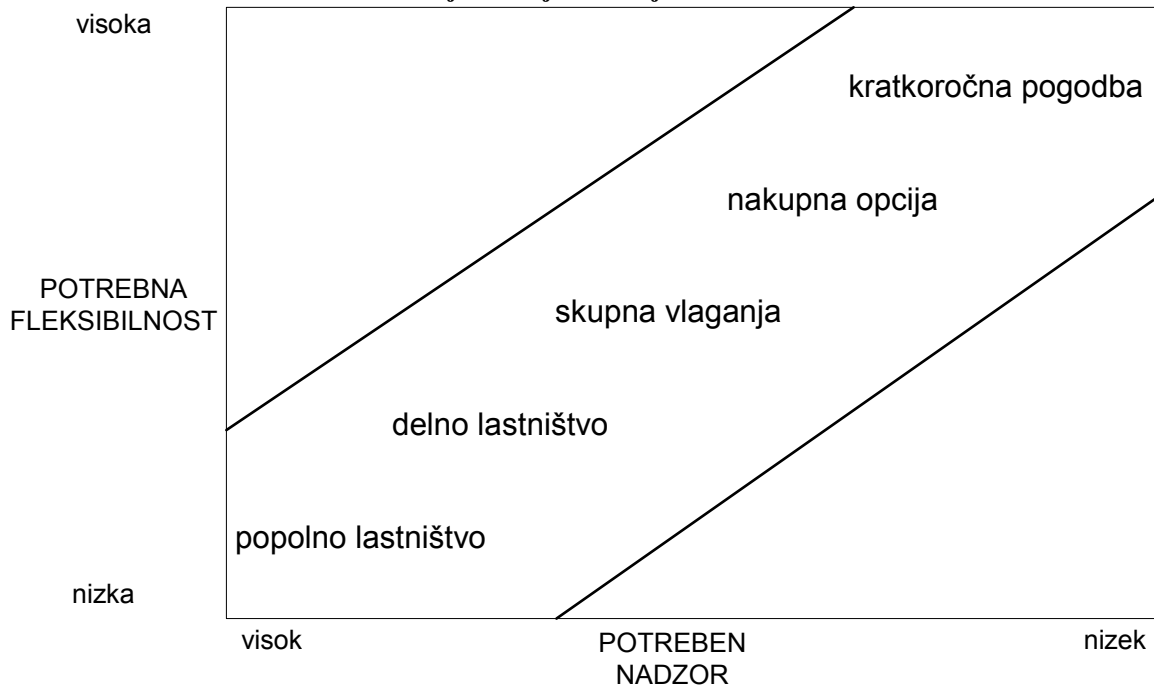 visoka
kratkoročna pogodba
nakupna opcija
POTREBNA
FLEKSIBILNOST
skupna vlaganja
delno lastništvo
popolno lastništvo
nizka
visok
POTREBEN
NADZOR
nizek